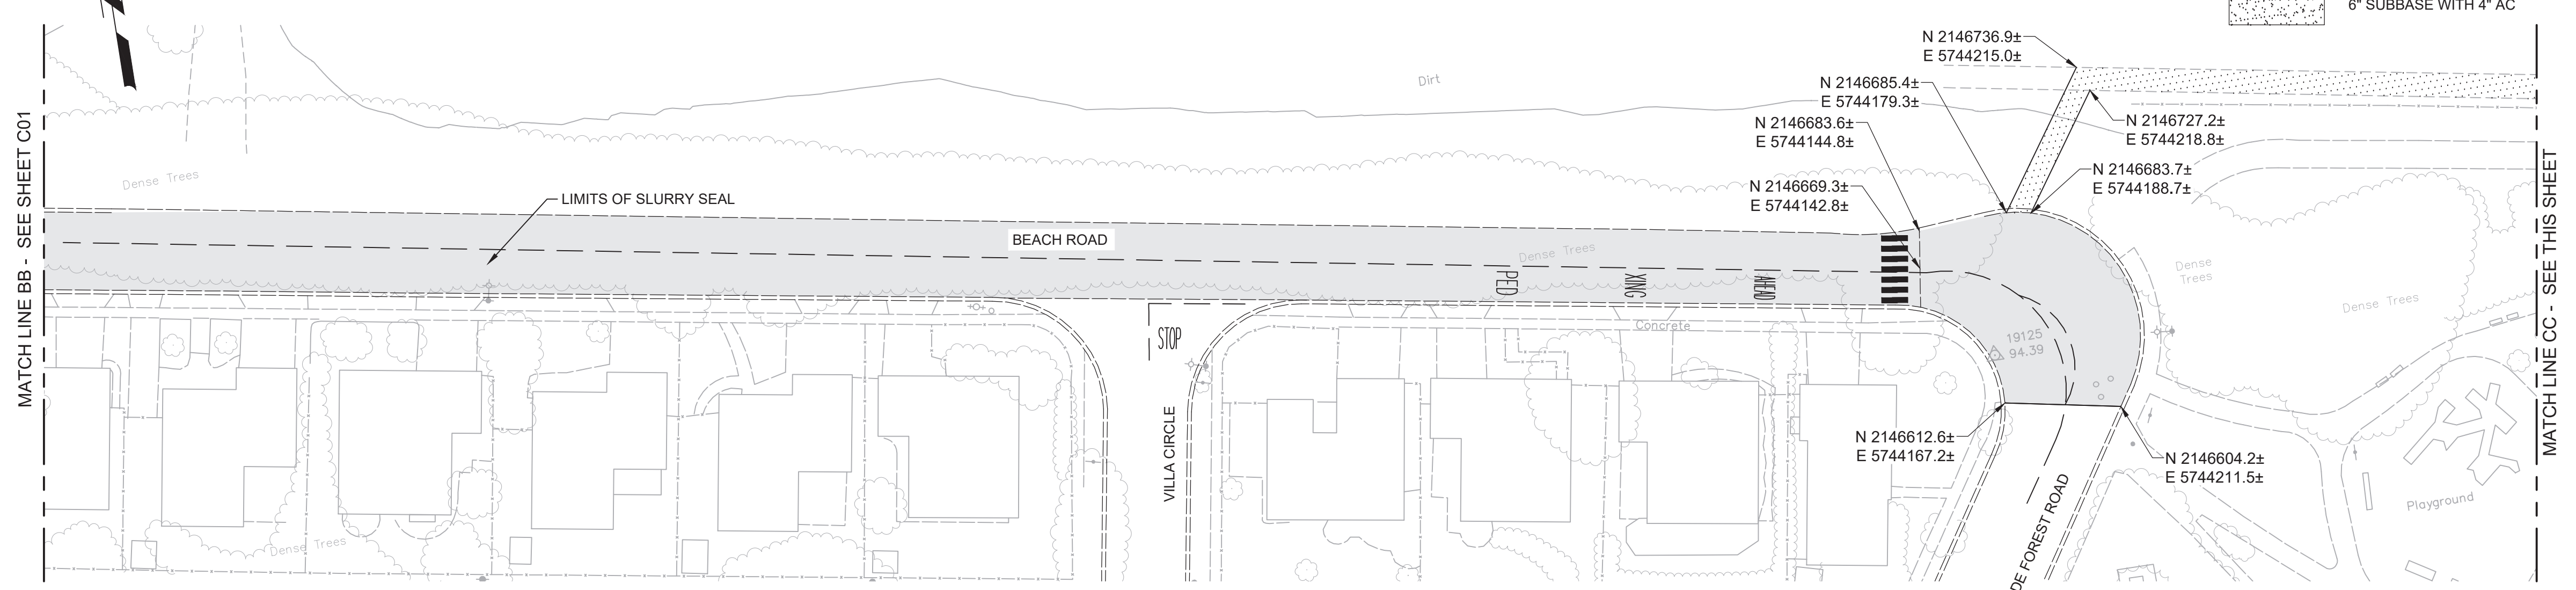 6" SUBBASE WITH 4" AC
N 2146736.9±
E 5744215.0±
Dirt
N 2146685.4±
E 5744179.3±
N 2146683.6±
E 5744144.8±
N 2146727.2±
E 5744218.8±
N 2146683.7±
E 5744188.7±
N 2146669.3±
E 5744142.8±
MATCH LINE BB - SEE SHEET C01
Dense Trees
LIMITS OF SLURRY SEAL
BEACH ROAD
Dense Trees
PED
XING
AHEAD
Dense
Trees
Dense Trees
STOP
Concrete
19125
94.39
MATCH LINE CC - SEE THIS SHEET
VILLA CIRCLE
N 2146612.6±
E 5744167.2±
N 2146604.2±
E 5744211.5±
Playground
Dense Trees
DE FOREST ROAD